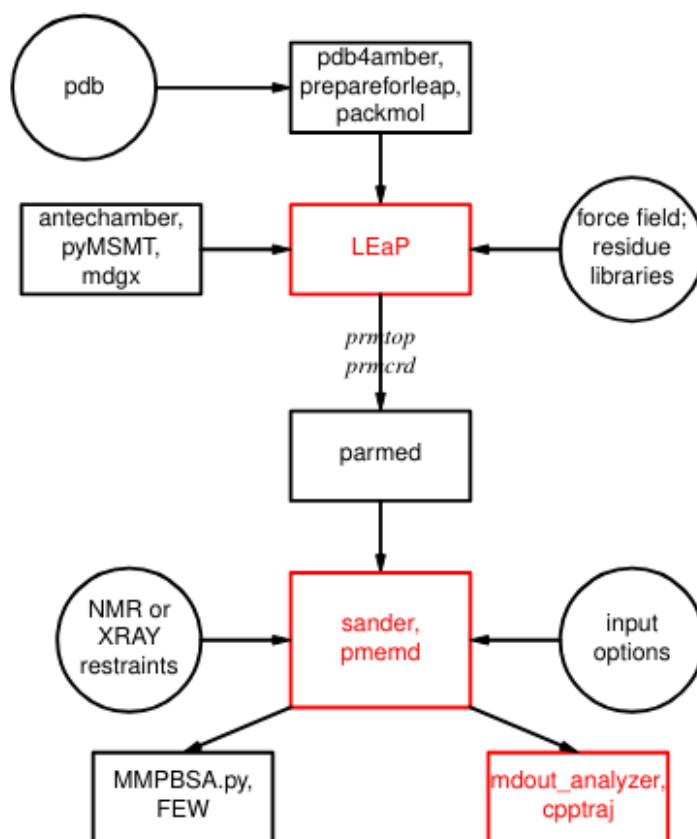 pdb
pdb4amber,
prepareforleap,
packmol
antechamber,
pyMSMT,
mdgx
LEaP
force field;
residue
libraries
prmtop
prmcrd
parmed
NMR or
XRAY
restraints
sander,
pmemd
input
options
MMPBSA.py,
FEW
mdout_analyzer,
cpptraj